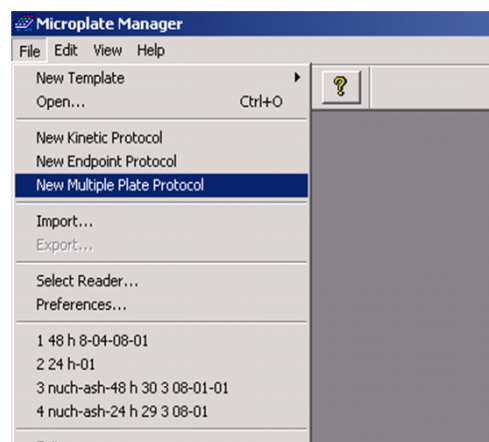 Microplate Manager
File Edit View Help
New Template
Open... Ctrl+O
New Kinetic Protocol
New Endpoint Protocol
New Multiple Plate Protocol
Import...
Export...
Select Reader...
Preferences...
1 48 h 8-04-08-01
2 24 h-01
3 nuch-ash-48 h 30 3 08-01-01
4 nuch-ash-24 h 29 3 08-01